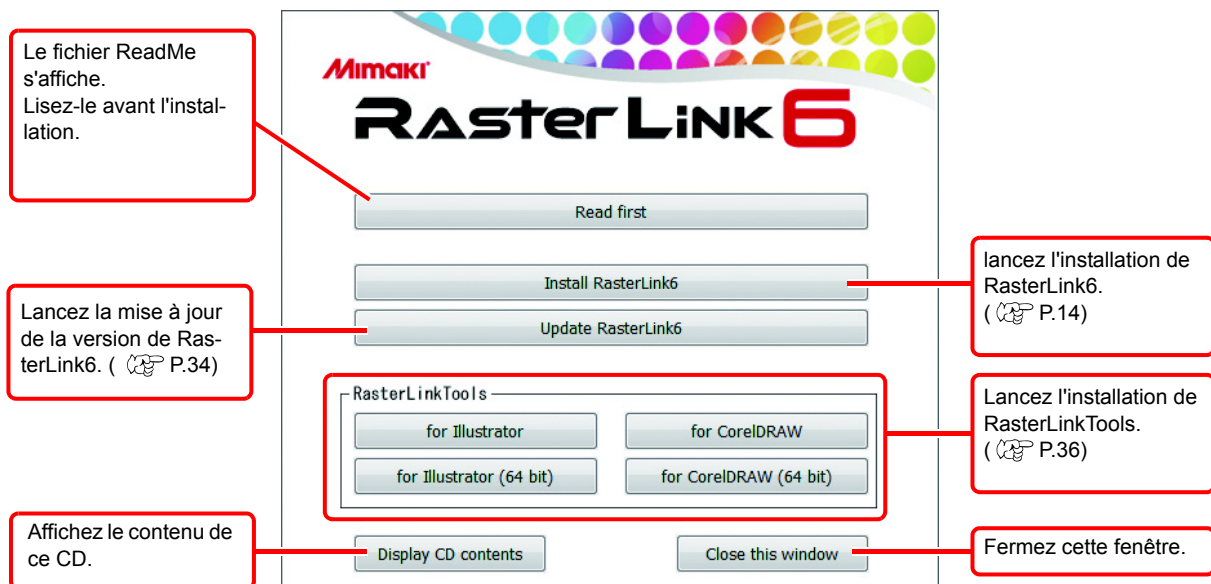 Le fichier ReadMe
s'affiche.
Lisez-le avant l'instal-
lation.
Mimaki
RASTER LINK 6
Read first
Install RasterLink6
lancez l'installation de
RasterLink6.
( P.14)
Lancez la mise à jour
de la version de Ras-
terLink6. ( P.34)
Update RasterLink6
RasterLinkTools
for Illustrator
for CorelDRAW
for Illustrator (64 bit)
for CorelDRAW (64 bit)
Lancez l'installation de
RasterLinkTools.
( P.36)
Affichez le contenu de
ce CD.
Display CD contents
Close this window
Fermez cette fenêtre.